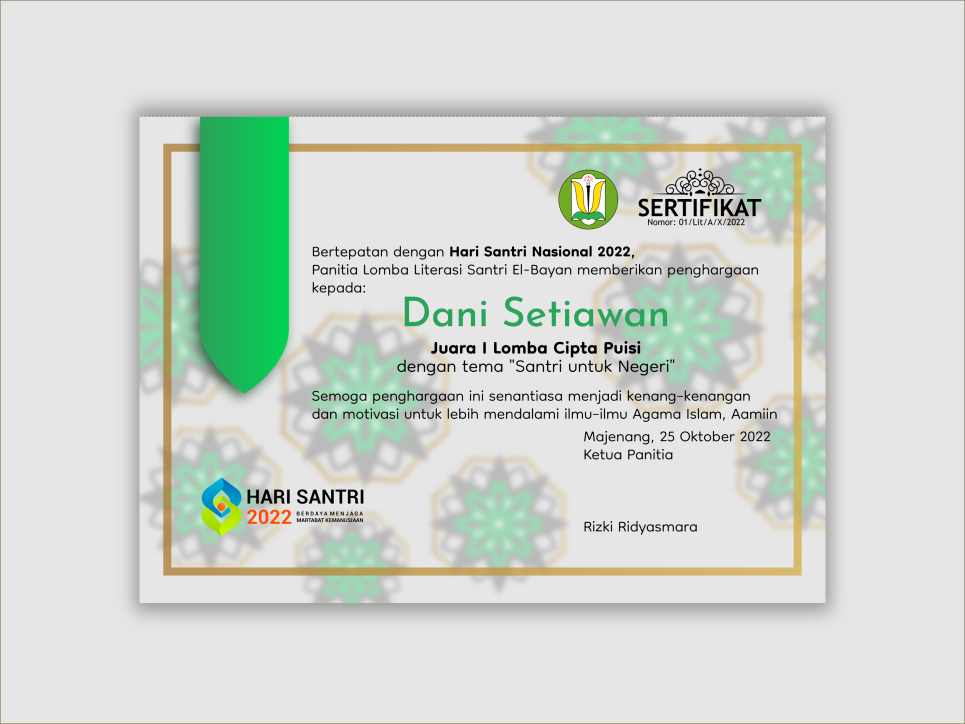 SERTIFIKAT
Nomor: 01/Lit/A/X/2022
Bertepatan dengan Hari Santri Nasional 2022,
Panitia Lomba Literasi Santri El-Bayan memberikan penghargaan
kepada:
Dani Setiawan
Juara I Lomba Cipta Puisi
dengan tema "Santri untuk Negeri"
Semoga penghargaan ini senantiasa menjadi kenang-kenangan
dan motivasi untuk lebih mendalami ilmu-ilmu Agama Islam, Aamiin
Majenang, 25 Oktober 2022
Ketua Panitia
Rizki Ridyasmara
HARI SANTRI
2022
BERDAYA MENJAGA
MARTABAT KEMANUSIAAN